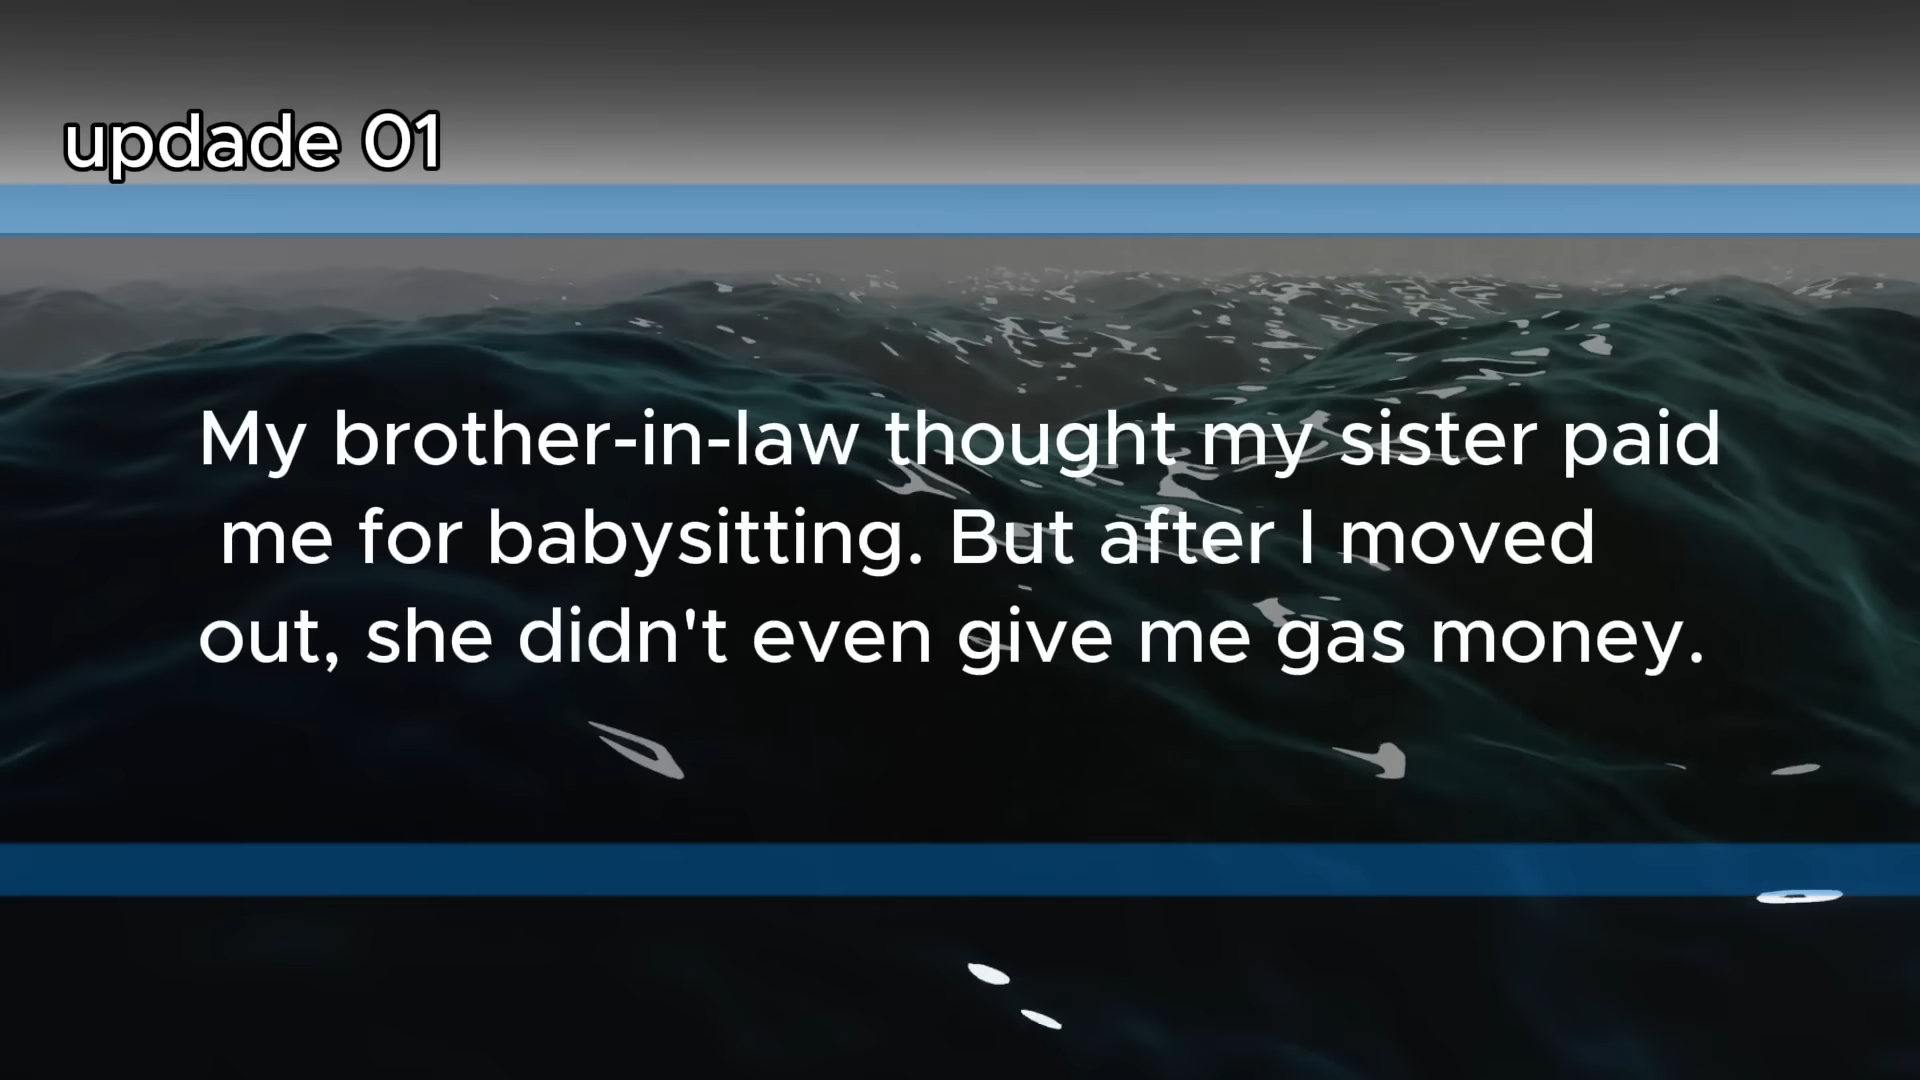 updade 01
My brother-in-law thought my sister paid
me for babysitting. But after I moved
out, she didn't even give me gas money.